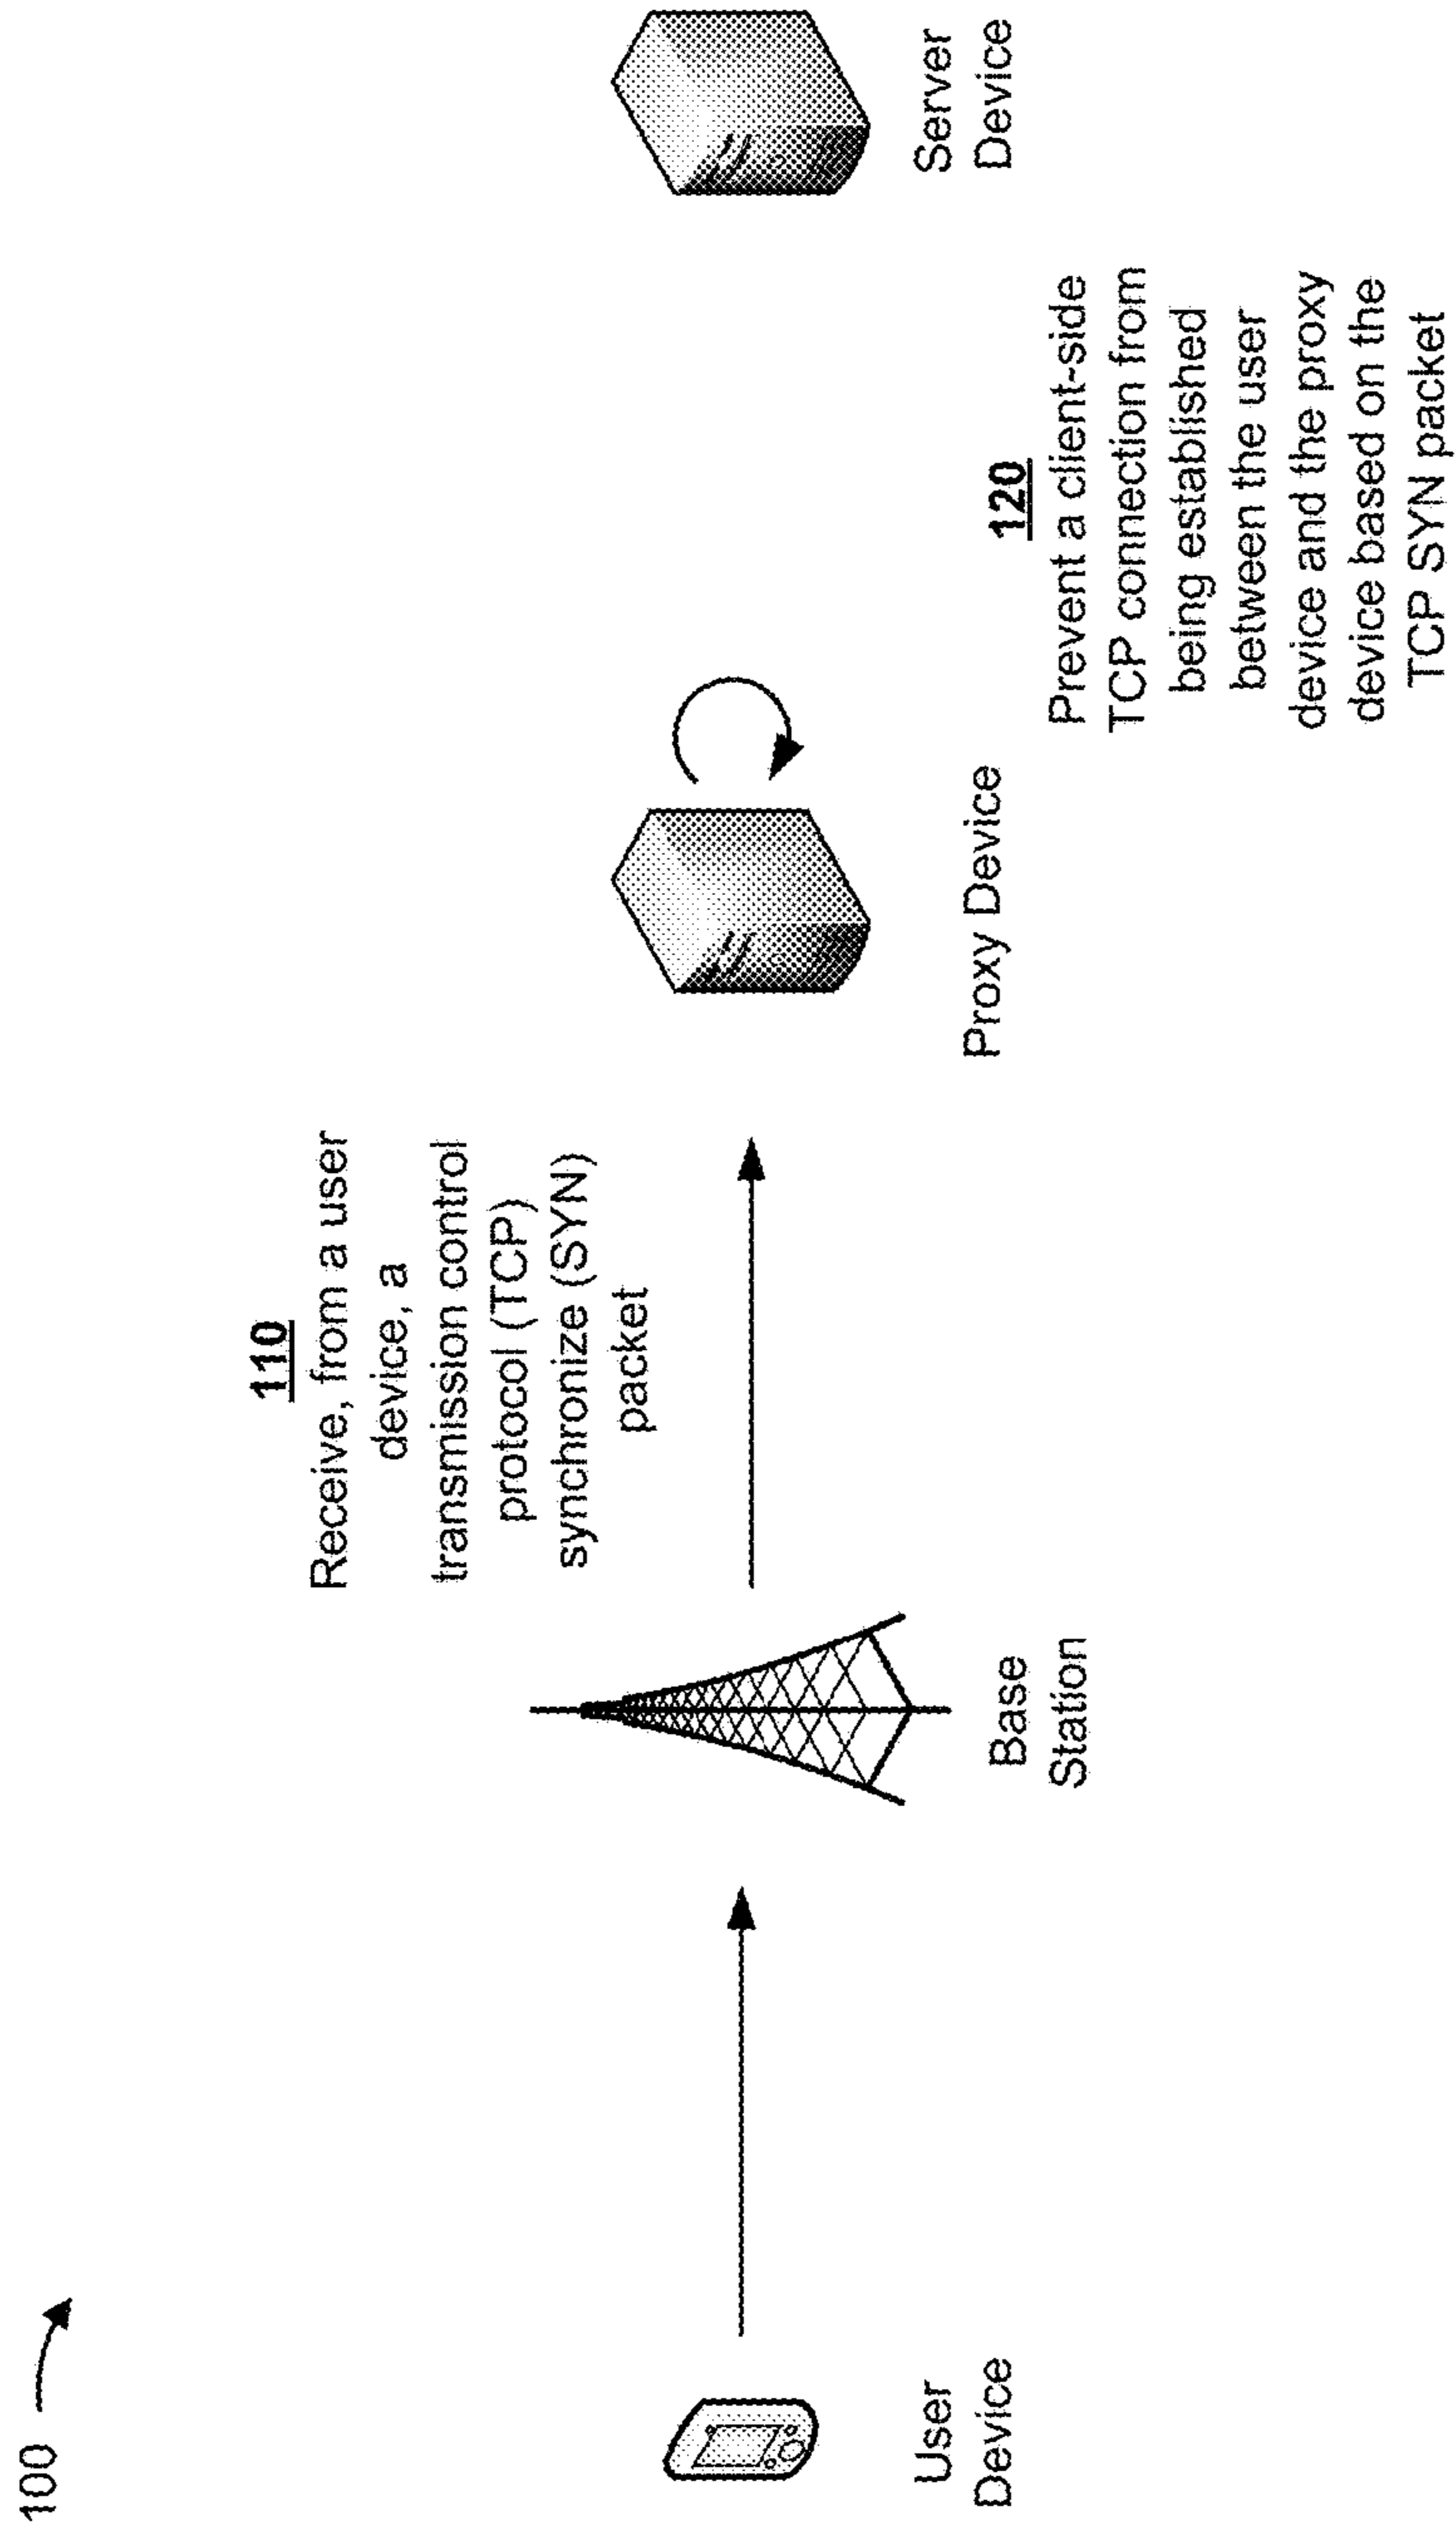 100
110
Receive, from a user
device, a
transmission control
protocol (TCP)
synchronize (SYN)
packet
User
Device
Base
Station
Proxy Device
Server
Device
120
Prevent a client-side
TCP connection from
being established
between the user
device and the proxy
device based on the
TCP SYN packet